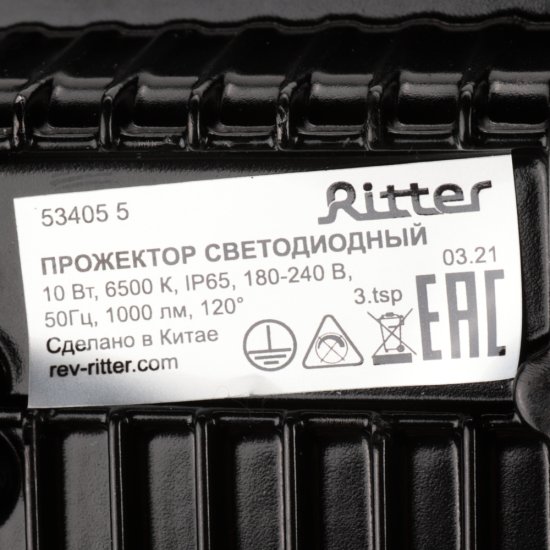 53405 5
Ritter
ПРОЖЕКТОР СВЕТОДИОДНЫЙ
10 Вт, 6500 К, IP65, 180-240 В,
50Гц, 1000 лм, 120°
Сделано в Китае
rev-ritter.com
03.21
3.tsp
EAC